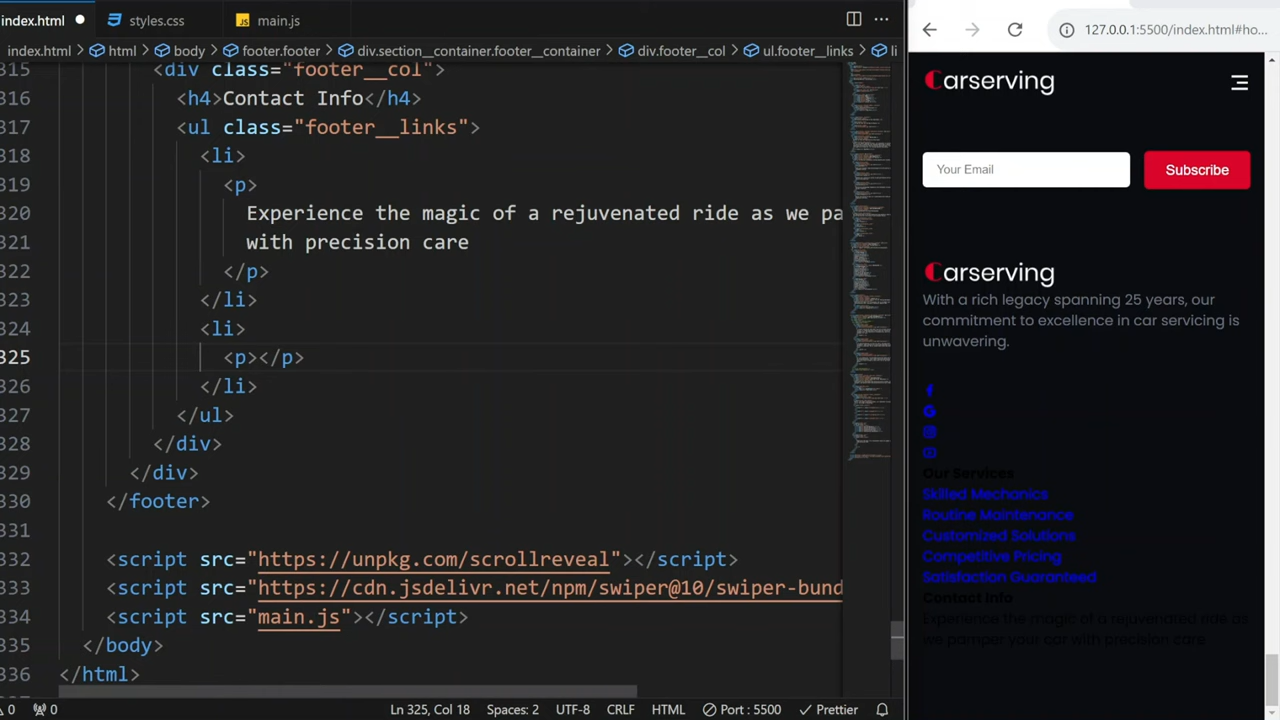 index.html
styles.css
JS main.js
index.html html body footer.footer div.section__container.footer__container div.footer__col ul.footer__links li
315 <div class="footer__col">
316 <h4>Contact Info</h4>
317 <ul class="footer__links">
318 <li>
319 <p>
320 Experience the magic of a rejuvenated ride as we pa
321 with precision care
322 </p>
323 </li>
324 <li>
325 <p></p>
326 </li>
327 </ul>
328 </div>
329 </div>
330 </footer>
331
332 <script src="https://unpkg.com/scrollreveal"></script>
333 <script src="https://cdn.jsdelivr.net/npm/swiper@10/swiper-bund
334 <script src="main.js"></script>
335 </body>
336 </html>
0 0 Ln 325, Col 18 Spaces: 2 UTF-8 CRLF HTML Port : 5500 Prettier
127.0.0.1:5500/index.html#ho...
Carserving
Your Email Subscribe
Carserving
With a rich legacy spanning 25 years, our
commitment to excellence in car servicing is
unwavering.
Our Services
Skilled Mechanics
Routine Maintenance
Customized Solutions
Competitive Pricing
Satisfaction Guaranteed
Contact Info
Experience the magic of a rejuvenated ride as
we pamper your car with precision care